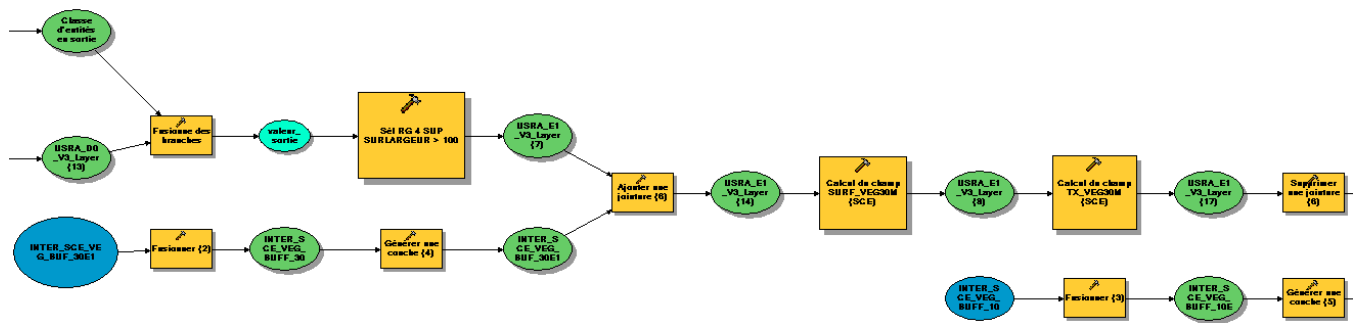 Classe
d'entités
en sortie
USRA_D0
_V3_Layer
(13)
Fusionne des
branches
valeur_
sortie
Sél RG 4 SUP
SURLARGEUR > 100
USRA_E1
_V3_Layer
(7)
INTER_SCE_VE
G_BUF_30E1
Fusionner (2)
INTER_S
CE_VEG_
BUFF_30
Générer une
couche (4)
INTER_S
CE_VEG_
BUF_30E1
Ajouter une
jointure (6)
USRA_E1
_V3_Layer
(14)
Calcul du champ
SURF_VEG30M
(SCE)
USRA_E1
_V3_Layer
(8)
Calcul du champ
TX_VEG30M
(SCE)
USRA_E1
_V3_Layer
(17)
Supprimer
une jointure
(6)
INTER_S
CE_VEG_
BUFF_10
Fusionner (3)
INTER_S
CE_VEG_
BUFF_10E
Générer une
couche (5)